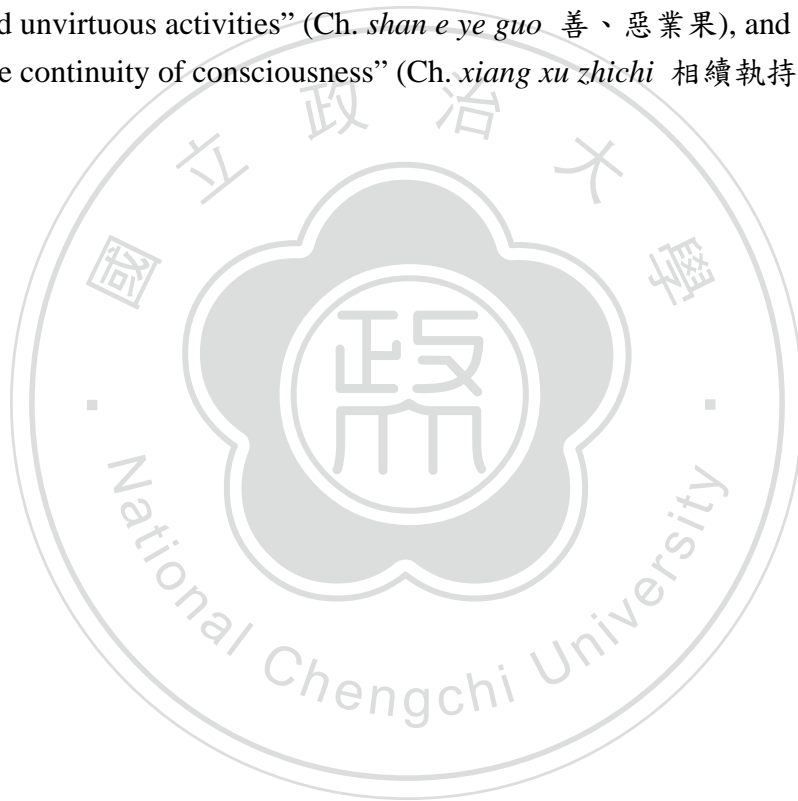 d unvirtuous activities” (Ch. shan e ye guo 善、惡業果), and
e continuity of consciousness” (Ch. xiang xu zhichi 相續執持
國立政治大學
政
National Chengchi University